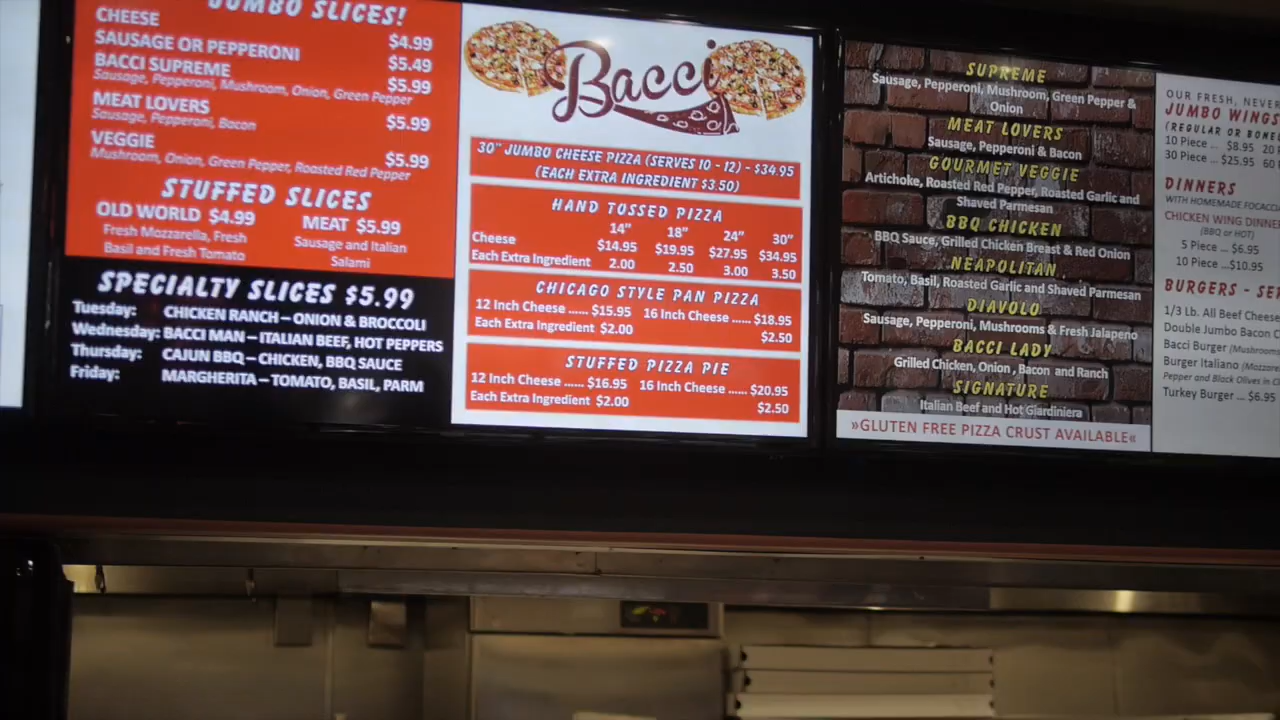 JUMBO SLICES!
CHEESE $4.99
SAUSAGE OR PEPPERONI $5.49
BACCI SUPREME $5.99
Sausage, Pepperoni, Mushroom, Onion, Green Pepper
MEAT LOVERS $5.99
Sausage, Pepperoni, Bacon
VEGGIE $5.99
Mushroom, Onion, Green Pepper, Roasted Red Pepper
STUFFED SLICES
OLD WORLD $4.99
Fresh Mozzarella, Fresh
Basil and Fresh Tomato
MEAT $5.99
Sausage and Italian
Salami
SPECIALTY SLICES $5.99
Tuesday: CHICKEN RANCH – ONION & BROCCOLI
Wednesday: BACCI MAN – ITALIAN BEEF, HOT PEPPERS
Thursday: CAJUN BBQ – CHICKEN, BBQ SAUCE
Friday: MARGHERITA – TOMATO, BASIL, PARM
Bacci
30" JUMBO CHEESE PIZZA (SERVES 10 - 12) - $34.95
(EACH EXTRA INGREDIENT $3.50)
HAND TOSSED PIZZA
14" 18" 24" 30"
Cheese $14.95 $19.95 $27.95 $34.95
Each Extra Ingredient 2.00 2.50 3.00 3.50
CHICAGO STYLE PAN PIZZA
12 Inch Cheese ...... $15.95 16 Inch Cheese ...... $18.95
Each Extra Ingredient $2.00 $2.50
STUFFED PIZZA PIE
12 Inch Cheese ...... $16.95 16 Inch Cheese ...... $20.95
Each Extra Ingredient $2.00 $2.50
SUPREME
Sausage, Pepperoni, Mushroom, Green Pepper &
Onion
MEAT LOVERS
Sausage, Pepperoni & Bacon
GOURMET VEGGIE
Artichoke, Roasted Red Pepper, Roasted Garlic and
Shaved Parmesan
BBQ CHICKEN
BBQ Sauce, Grilled Chicken Breast & Red Onion
NEAPOLITAN
Tomato, Basil, Roasted Garlic and Shaved Parmesan
DIAVOLO
Sausage, Pepperoni, Mushrooms & Fresh Jalapeno
BACCI LADY
Grilled Chicken, Onion, Bacon and Ranch
SIGNATURE
Italian Beef and Hot Giardiniera
»GLUTEN FREE PIZZA CRUST AVAILABLE«
OUR FRESH, NEVER
JUMBO WINGS
(REGULAR OR BONE
10 Piece ... $8.95 20
30 Piece ... $25.95 60
DINNERS
WITH HOMEMADE FOCACC
CHICKEN WING DINNE
(BBQ or HOT)
5 Piece ... $6.95
10 Piece ...$10.95
BURGERS - SE
1/3 Lb. All Beef Cheese
Double Jumbo Bacon C
Bacci Burger (Mushroom
Burger Italiano (Mozzare
Pepper and Black Olives in C
Turkey Burger ... $6.95